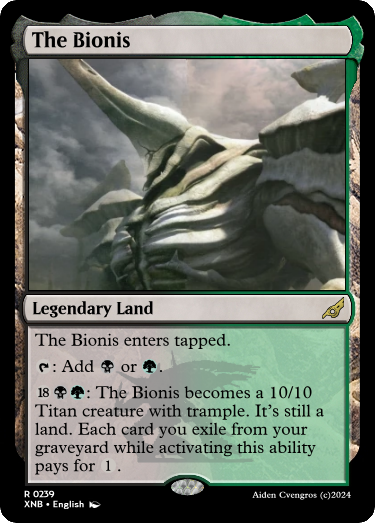 The Bionis
Legendary Land
The Bionis enters tapped.
: Add or .
18 : The Bionis becomes a 10/10
Titan creature with trample. It's still a
land. Each card you exile from your
graveyard while activating this ability
pays for 1 .
R 0239
XNB • English
Aiden Cvengros (c)2024